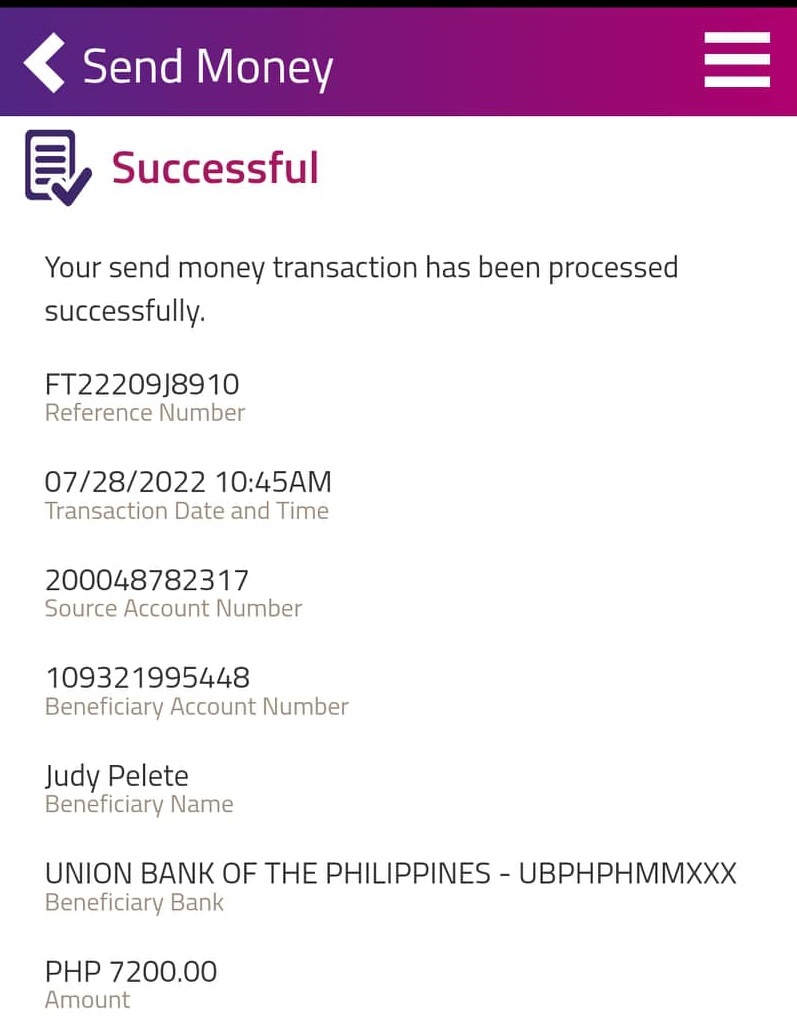 Send Money
Successful
Your send money transaction has been processed
successfully.
FT22209J8910
Reference Number
07/28/2022 10:45AM
Transaction Date and Time
200048782317
Source Account Number
109321995448
Beneficiary Account Number
Judy Pelete
Beneficiary Name
UNION BANK OF THE PHILIPPINES - UBPHPHMMXXX
Beneficiary Bank
PHP 7200.00
Amount